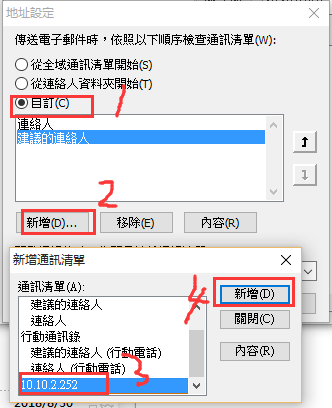 地址設定
傳送電子郵件時，依照以下順序檢查通訊清單(W):
從全域通訊清單開始(S)
從連絡人資料夾開始(T)
自訂(C)
1
連絡人
建議的連絡人
2
新增(D)... 移除(E) 內容(R)
新增通訊清單
通訊清單(A):
4
新增(D)
建議的連絡人
連絡人
關閉(C)
行動通訊錄
建議的連絡人 (行動電話)
內容(R)
連絡人 (行動電話)
3
10.10.2.252
2018/8/30